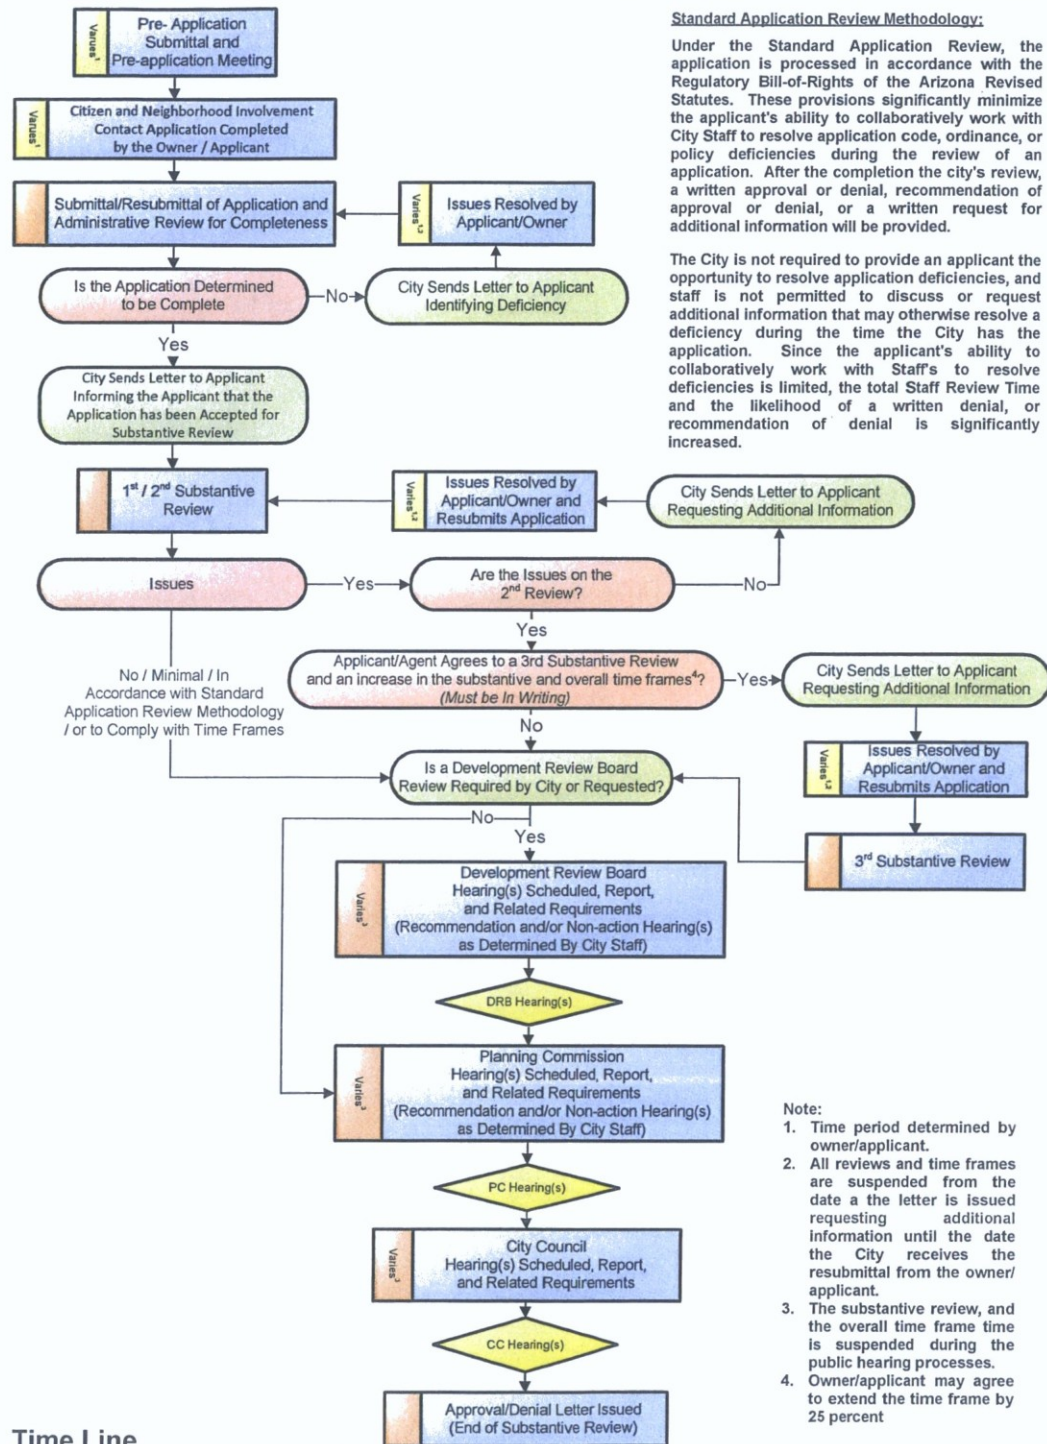 Pre- Application
Submittal and
Pre-application Meeting
Varues¹
Citizen and Neighborhood Involvement
Contact Application Completed
by the Owner / Applicant
Varues¹
Submittal/Resubmittal of Application and
Administrative Review for Completeness
Issues Resolved by
Applicant/Owner
Varies¹,²
Is the Application Determined
to be Complete
No
City Sends Letter to Applicant
Identifying Deficiency
Yes
City Sends Letter to Applicant
Informing the Applicant that the
Application has been Accepted for
Substantive Review
Standard Application Review Methodology:
Under the Standard Application Review, the
application is processed in accordance with the
Regulatory Bill-of-Rights of the Arizona Revised
Statutes. These provisions significantly minimize
the applicant's ability to collaboratively work with
City Staff to resolve application code, ordinance, or
policy deficiencies during the review of an
application. After the completion the city's review,
a written approval or denial, recommendation of
approval or denial, or a written request for
additional information will be provided.
The City is not required to provide an applicant the
opportunity to resolve application deficiencies, and
staff is not permitted to discuss or request
additional information that may otherwise resolve a
deficiency during the time the City has the
application. Since the applicant's ability to
collaboratively work with Staff's to resolve
deficiencies is limited, the total Staff Review Time
and the likelihood of a written denial, or
recommendation of denial is significantly
increased.
1st / 2nd Substantive
Review
Varies¹,²
Issues Resolved by
Applicant/Owner and
Resubmits Application
City Sends Letter to Applicant
Requesting Additional Information
Issues
Yes
Are the Issues on the
2nd Review?
No
Yes
No / Minimal / In
Accordance with Standard
Application Review Methodology
/ or to Comply with Time Frames
Applicant/Agent Agrees to a 3rd Substantive Review
and an increase in the substantive and overall time frames⁴?
(Must be In Writing)
Yes
City Sends Letter to Applicant
Requesting Additional Information
No
Varies¹,²
Issues Resolved by
Applicant/Owner and
Resubmits Application
3rd Substantive Review
Is a Development Review Board
Review Required by City or Requested?
No
Yes
Varies³
Development Review Board
Hearing(s) Scheduled, Report,
and Related Requirements
(Recommendation and/or Non-action Hearing(s)
as Determined By City Staff)
DRB Hearing(s)
Varies³
Planning Commission
Hearing(s) Scheduled, Report,
and Related Requirements
(Recommendation and/or Non-action Hearing(s)
as Determined By City Staff)
PC Hearing(s)
Varies³
City Council
Hearing(s) Scheduled, Report,
and Related Requirements
CC Hearing(s)
Approval/Denial Letter Issued
(End of Substantive Review)
Note:
1. Time period determined by
owner/applicant.
2. All reviews and time frames
are suspended from the
date a the letter is issued
requesting additional
information until the date
the City receives the
resubmittal from the owner/
applicant.
3. The substantive review, and
the overall time frame time
is suspended during the
public hearing processes.
4. Owner/applicant may agree
to extend the time frame by
25 percent
Time Line